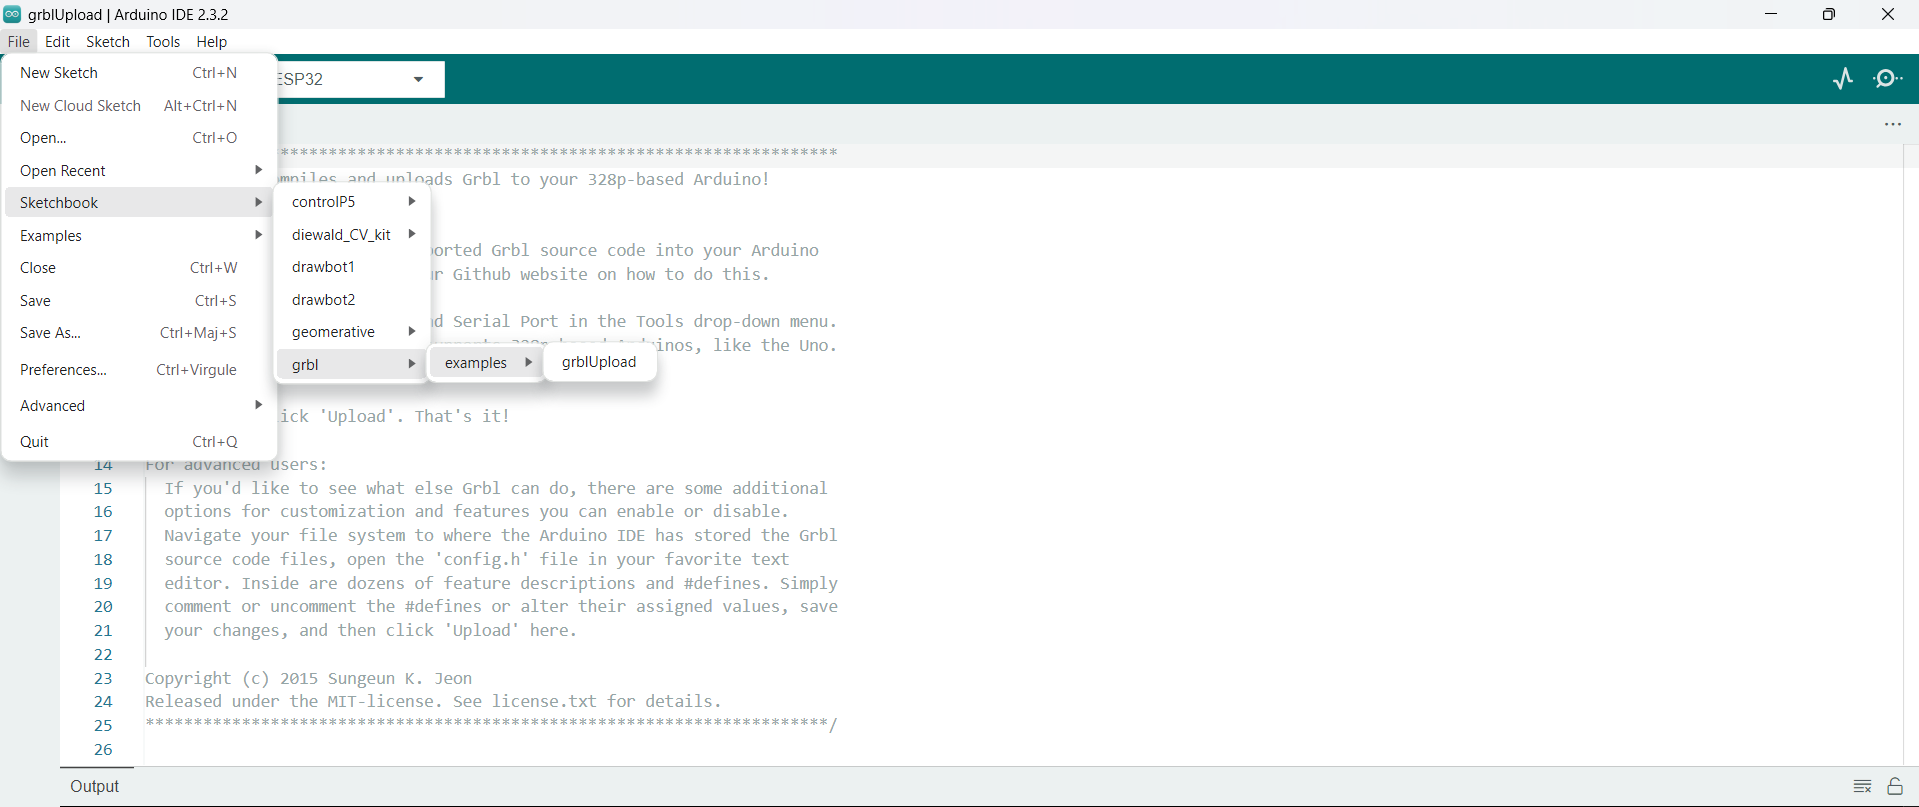 grblUpload | Arduino IDE 2.3.2
File Edit Sketch Tools Help
New Sketch Ctrl+N
New Cloud Sketch Alt+Ctrl+N
Open... Ctrl+O
Open Recent
Sketchbook
Examples
Close Ctrl+W
Save Ctrl+S
Save As... Ctrl+Maj+S
Preferences... Ctrl+Virgule
Advanced
Quit Ctrl+Q
controlP5
diewald_CV_kit
drawbot1
drawbot2
geomerative
grbl
examples
grblUpload
ESP32
***********************************************************
mpiles and uploads Grbl to your 328p-based Arduino!
orted Grbl source code into your Arduino
r Github website on how to do this.
d Serial Port in the Tools drop-down menu.
inos, like the Uno.
ick 'Upload'. That's it!
14 For advanced users:
15 If you'd like to see what else Grbl can do, there are some additional
16 options for customization and features you can enable or disable.
17 Navigate your file system to where the Arduino IDE has stored the Grbl
18 source code files, open the 'config.h' file in your favorite text
19 editor. Inside are dozens of feature descriptions and #defines. Simply
20 comment or uncomment the #defines or alter their assigned values, save
21 your changes, and then click 'Upload' here.
22
23 Copyright (c) 2015 Sungeun K. Jeon
24 Released under the MIT-license. See license.txt for details.
25 ***********************************************************************/
26
Output